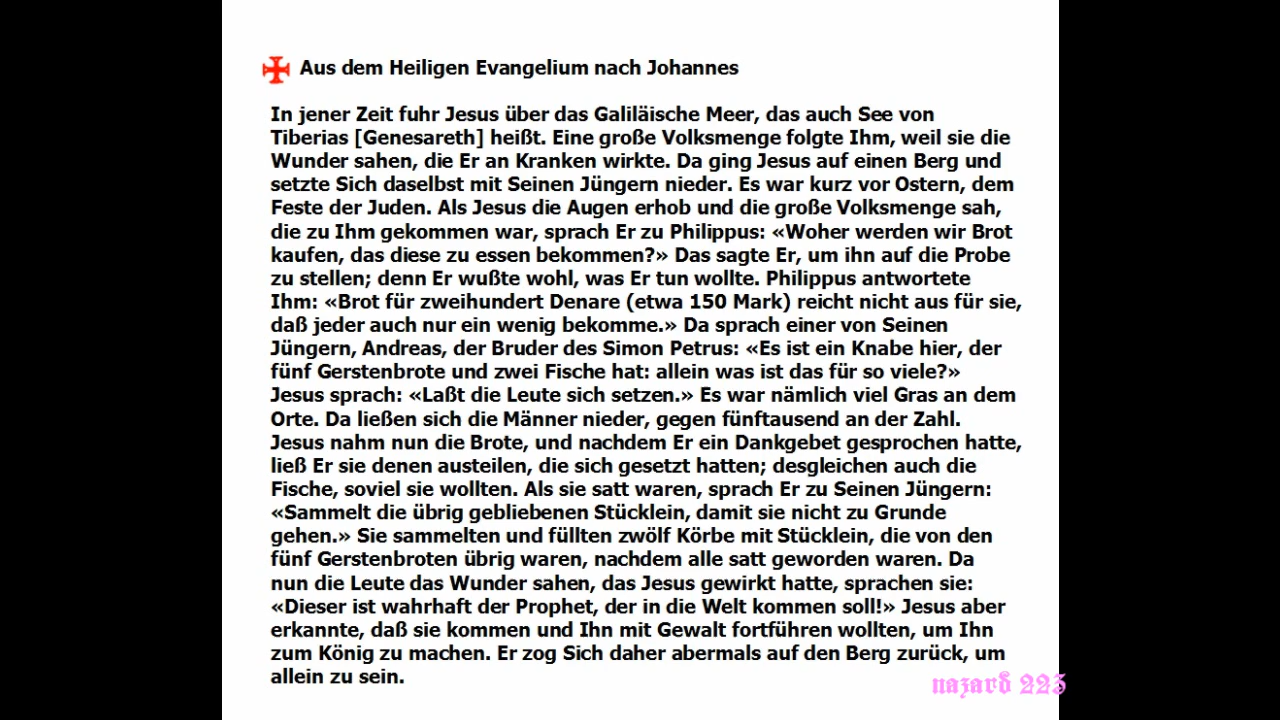 Aus dem Heiligen Evangelium nach Johannes
In jener Zeit fuhr Jesus über das Galiläische Meer, das auch See von
Tiberias [Genesareth] heißt. Eine große Volksmenge folgte Ihm, weil sie die
Wunder sahen, die Er an Kranken wirkte. Da ging Jesus auf einen Berg und
setzte Sich daselbst mit Seinen Jüngern nieder. Es war kurz vor Ostern, dem
Feste der Juden. Als Jesus die Augen erhob und die große Volksmenge sah,
die zu Ihm gekommen war, sprach Er zu Philippus: «Woher werden wir Brot
kaufen, das diese zu essen bekommen?» Das sagte Er, um ihn auf die Probe
zu stellen; denn Er wußte wohl, was Er tun wollte. Philippus antwortete
Ihm: «Brot für zweihundert Denare (etwa 150 Mark) reicht nicht aus für sie,
daß jeder auch nur ein wenig bekomme.» Da sprach einer von Seinen
Jüngern, Andreas, der Bruder des Simon Petrus: «Es ist ein Knabe hier, der
fünf Gerstenbrote und zwei Fische hat: allein was ist das für so viele?»
Jesus sprach: «Laßt die Leute sich setzen.» Es war nämlich viel Gras an dem
Orte. Da ließen sich die Männer nieder, gegen fünftausend an der Zahl.
Jesus nahm nun die Brote, und nachdem Er ein Dankgebet gesprochen hatte,
ließ Er sie denen austeilen, die sich gesetzt hatten; desgleichen auch die
Fische, soviel sie wollten. Als sie satt waren, sprach Er zu Seinen Jüngern:
«Sammelt die übrig gebliebenen Stücklein, damit sie nicht zu Grunde
gehen.» Sie sammelten und füllten zwölf Körbe mit Stücklein, die von den
fünf Gerstenbroten übrig waren, nachdem alle satt geworden waren. Da
nun die Leute das Wunder sahen, das Jesus gewirkt hatte, sprachen sie:
«Dieser ist wahrhaft der Prophet, der in die Welt kommen soll!» Jesus aber
erkannte, daß sie kommen und Ihn mit Gewalt fortführen wollten, um Ihn
zum König zu machen. Er zog Sich daher abermals auf den Berg zurück, um
allein zu sein.
nazard 223